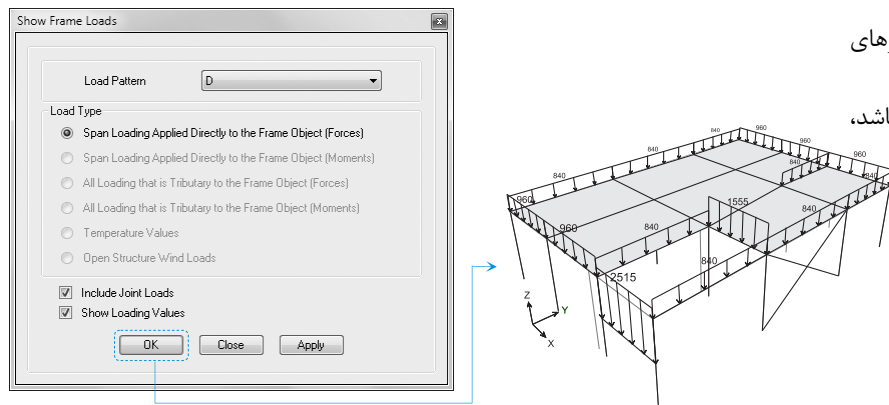 Show Frame Loads
Load Pattern
D
Load Type
Span Loading Applied Directly to the Frame Object (Forces)
Span Loading Applied Directly to the Frame Object (Moments)
All Loading that is Tributary to the Frame Object (Forces)
All Loading that is Tributary to the Frame Object (Moments)
Temperature Values
Open Structure Wind Loads
Include Joint Loads
Show Loading Values
OK
Close
Apply
840
960
840
960
840
960
840
840
960
1555
960
840
840
840
2515
Z
Y
X